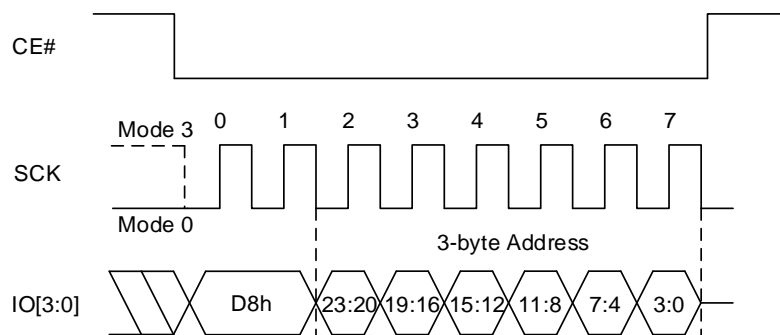 CE#
Mode 3 0 1 2 3 4 5 6 7
SCK
Mode 0
3-byte Address
IO[3:0] D8h 23:20 19:16 15:12 11:8 7:4 3:0